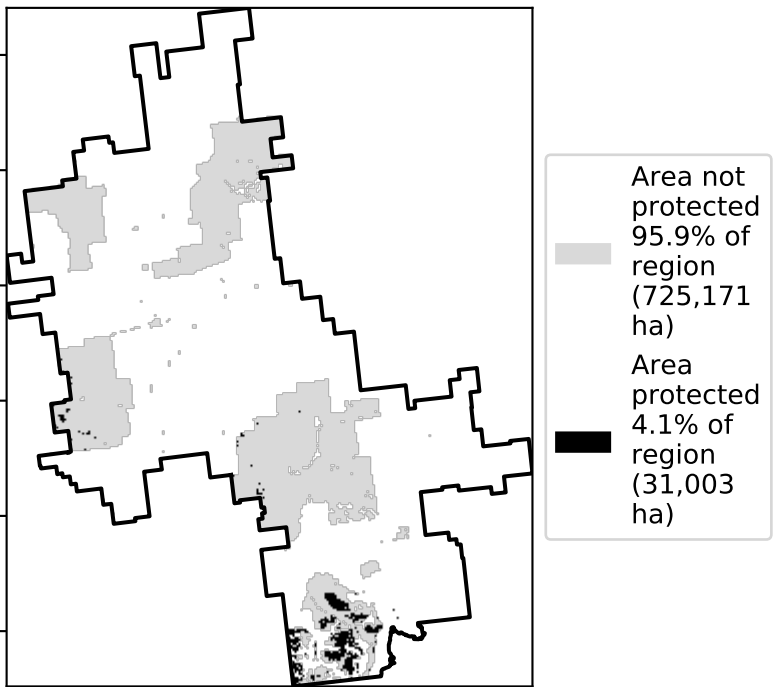 Area not
protected
95.9% of
region
(725,171
ha)
Area
protected
4.1% of
region
(31,003
ha)